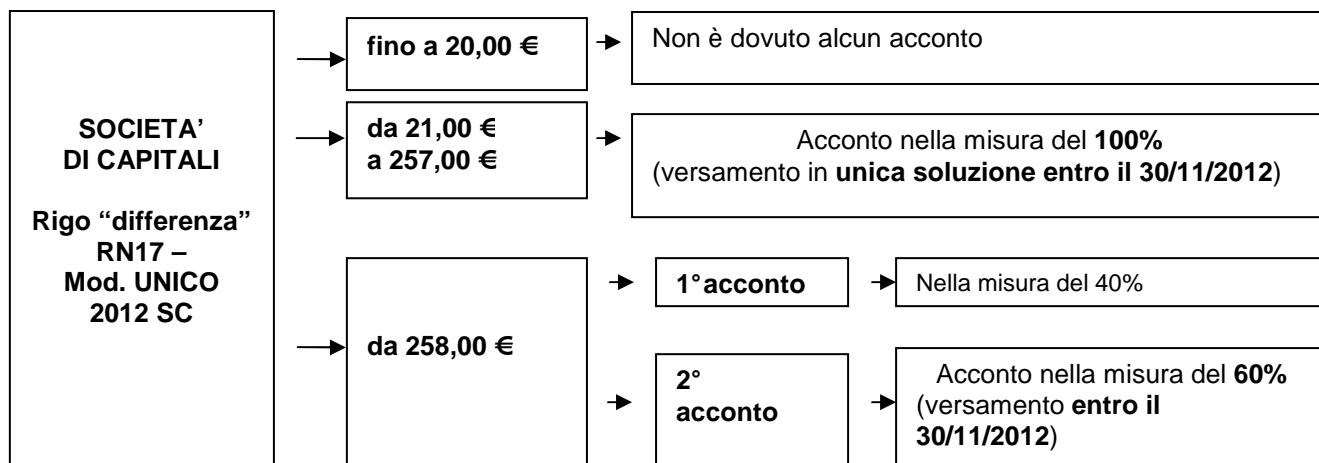 SOCIETA’
DI CAPITALI
Rigo “differenza”
RN17 –
Mod. UNICO
2012 SC
fino a 20,00 €
Non è dovuto alcun acconto
da 21,00 €
a 257,00 €
Acconto nella misura del 100%
(versamento in unica soluzione entro il 30/11/2012)
da 258,00 €
1°acconto
Nella misura del 40%
2°
acconto
Acconto nella misura del 60%
(versamento entro il
30/11/2012)